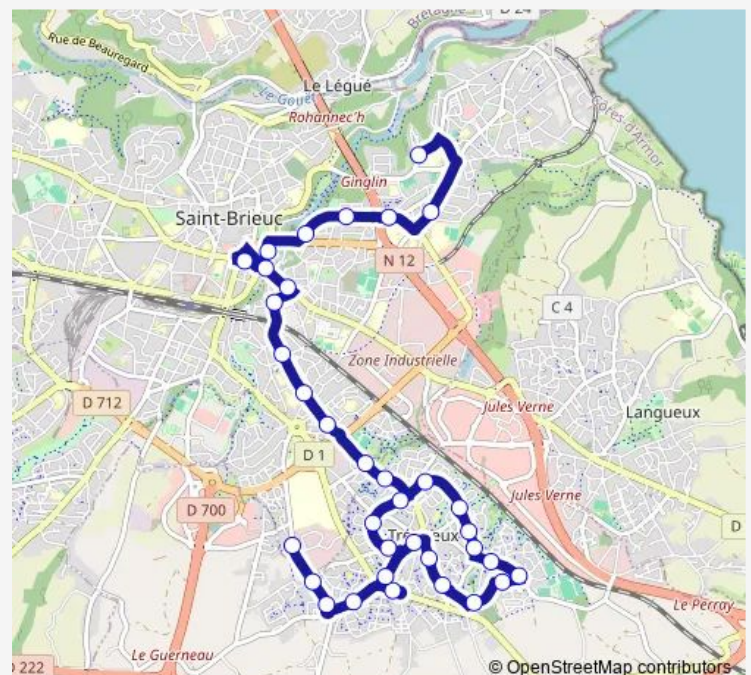 D 24
Bretagne
Rue de Beauregard
Le Légué
Le Gouët
Rohannec'h
Côtes-d'Armor
Ginglin
Saint-Brieuc
N 12
C 4
Zone Industrielle
D 712
Jules Verne
Langueux
D 1
D 700
Jules Verne
D
Le Perray
Le Guerneau
222
© OpenStreetMap contributors